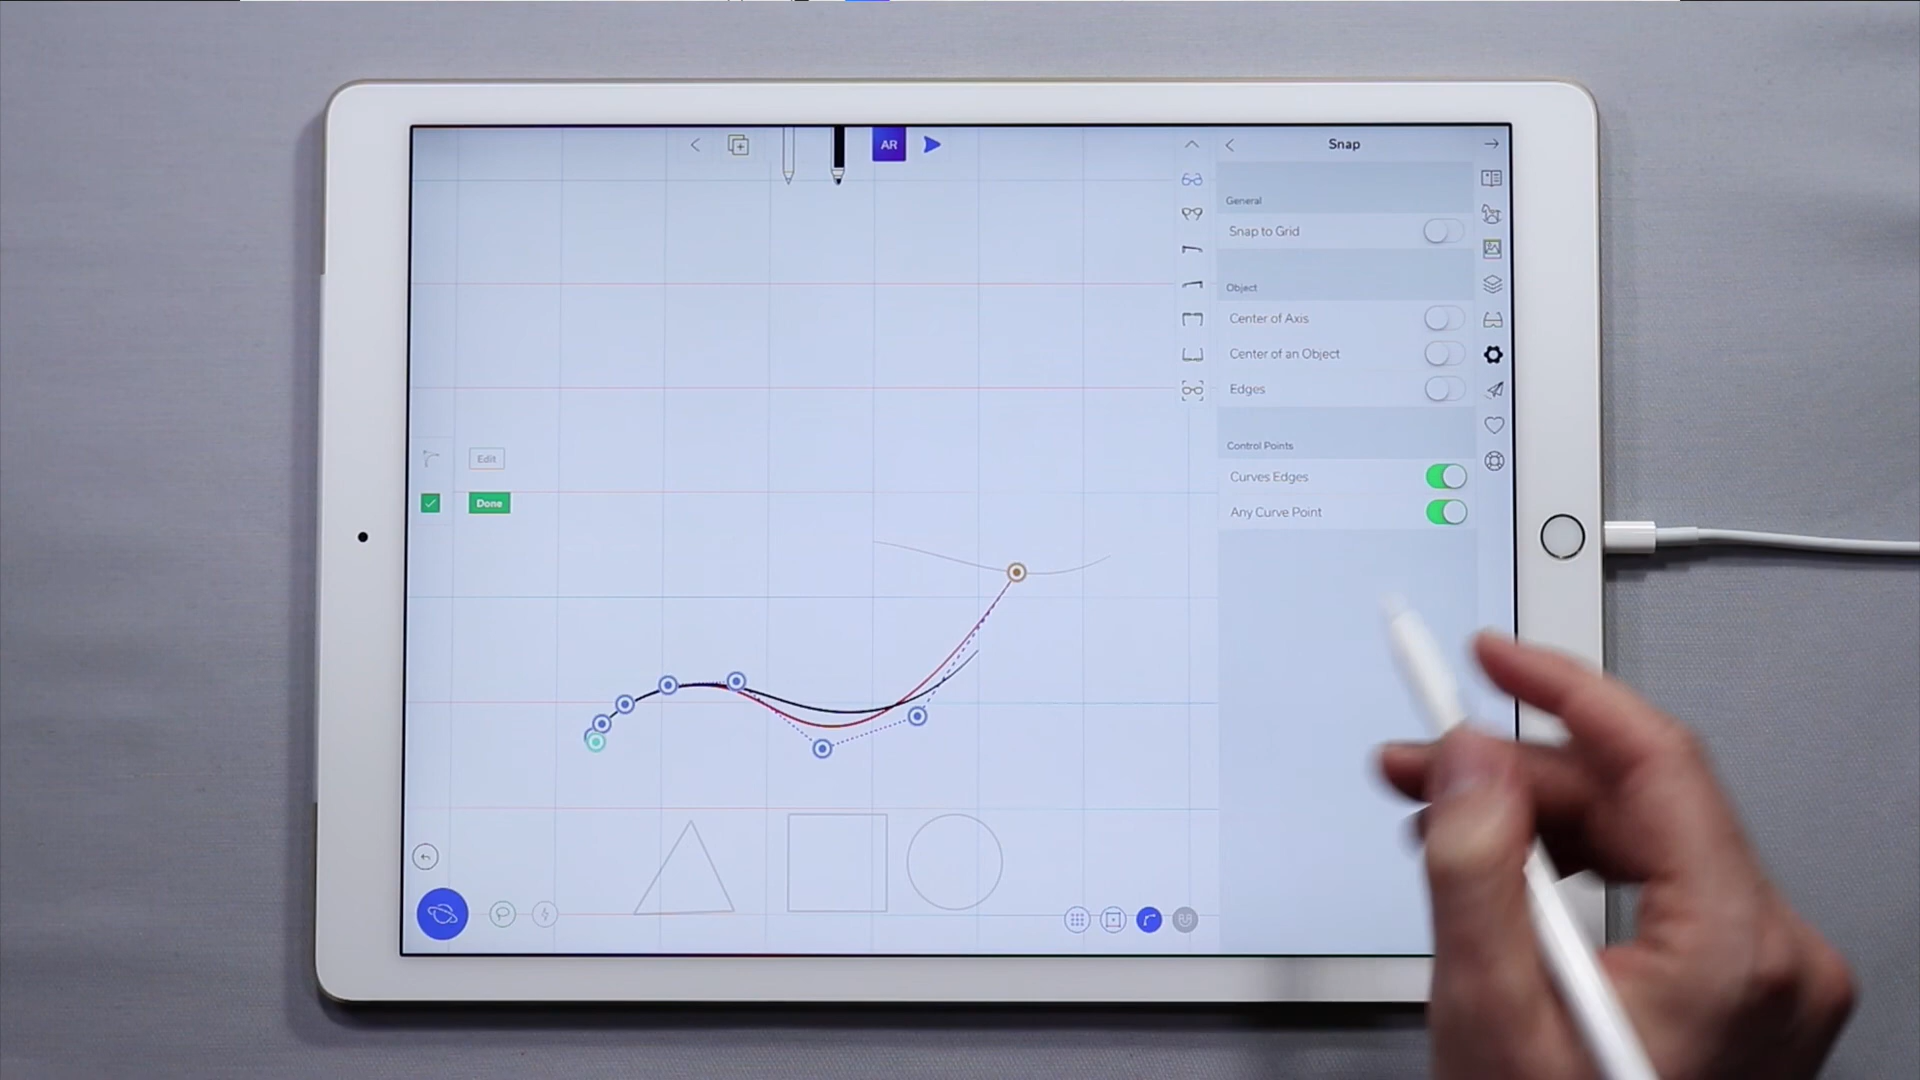 AR
Snap
General
Snap to Grid
Object
Center of Axis
Center of an Object
Edges
Control Points
Curves Edges
Any Curve Point
Edit
Done